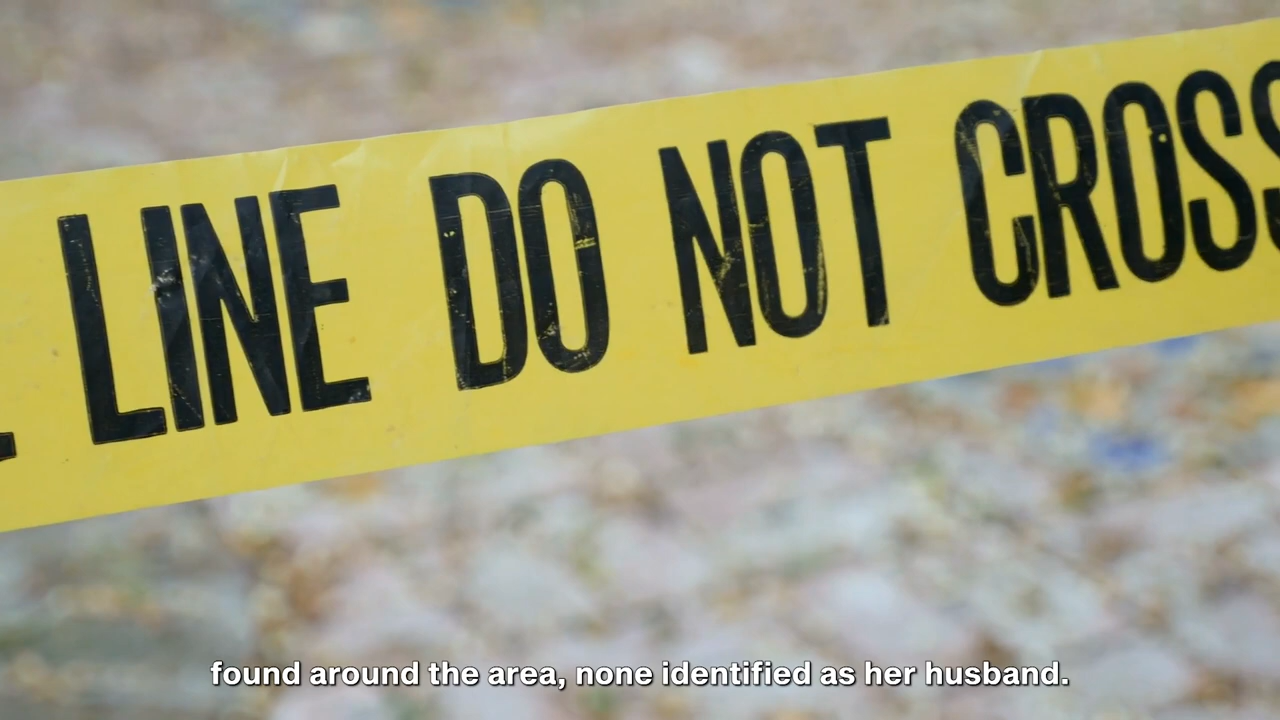 LINE DO NOT CROSS
found around the area, none identified as her husband.